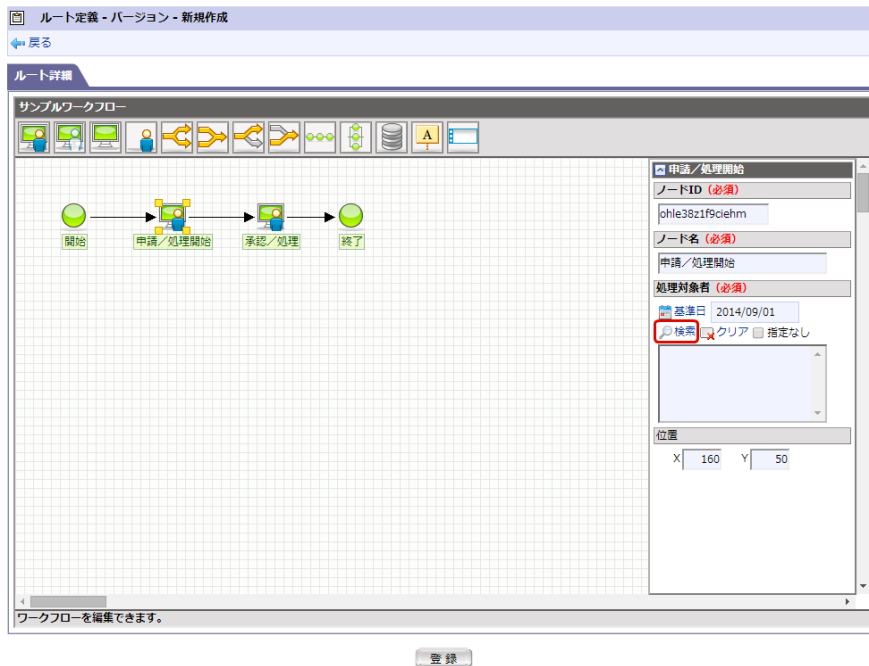 ルート定義 - バージョン - 新規作成
戻る
ルート詳細
サンプルワークフロー
A
開始
申請／処理開始
承認／処理
終了
申請／処理開始
ノードID（必須）
ohle38z1f9ciehm
ノード名（必須）
申請／処理開始
処理対象者（必須）
基準日 2014/09/01
検索 クリア 指定なし
位置
X 160 Y 50
ワークフローを編集できます。
登録